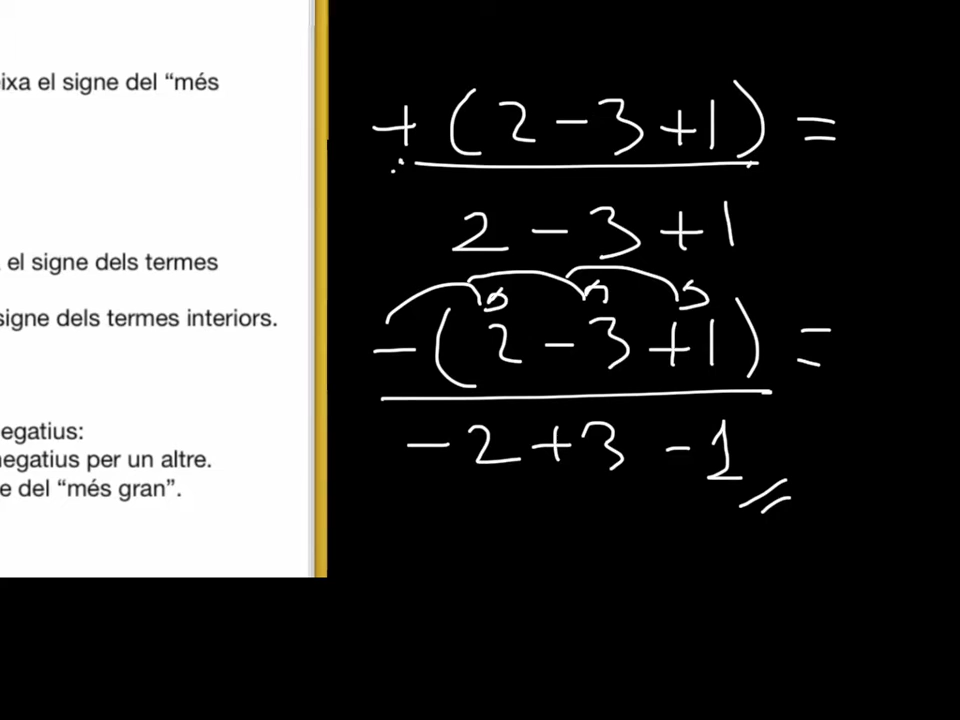 ixa el signe del “més
el signe dels termes
signe dels termes interiors.
egatius:
negatius per un altre.
e del “més gran”.
+(2-3+1)=
2-3+1
-(2-3+1)=
-2+3-1